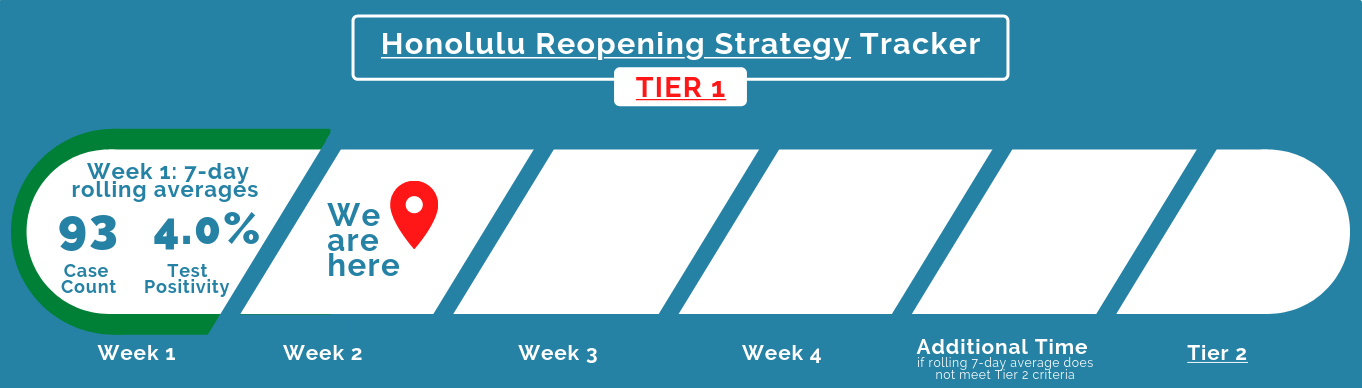 Honolulu Reopening Strategy Tracker
TIER 1
Week 1: 7-day
rolling averages
93 4.0%
Case Test
Count Positivity
We
are
here
Week 1 Week 2 Week 3 Week 4 Additional Time Tier 2
if rolling 7-day average does
not meet Tier 2 criteria